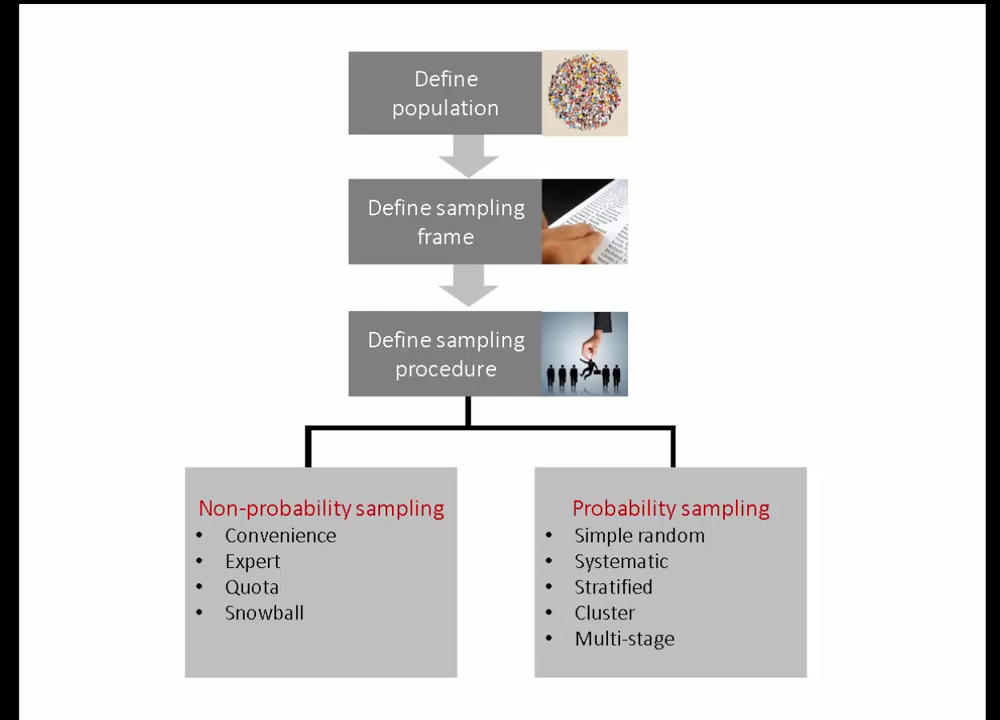 Define
population
Define sampling
frame
Define sampling
procedure
Non-probability sampling
• Convenience
• Expert
• Quota
• Snowball
Probability sampling
• Simple random
• Systematic
• Stratified
• Cluster
• Multi-stage